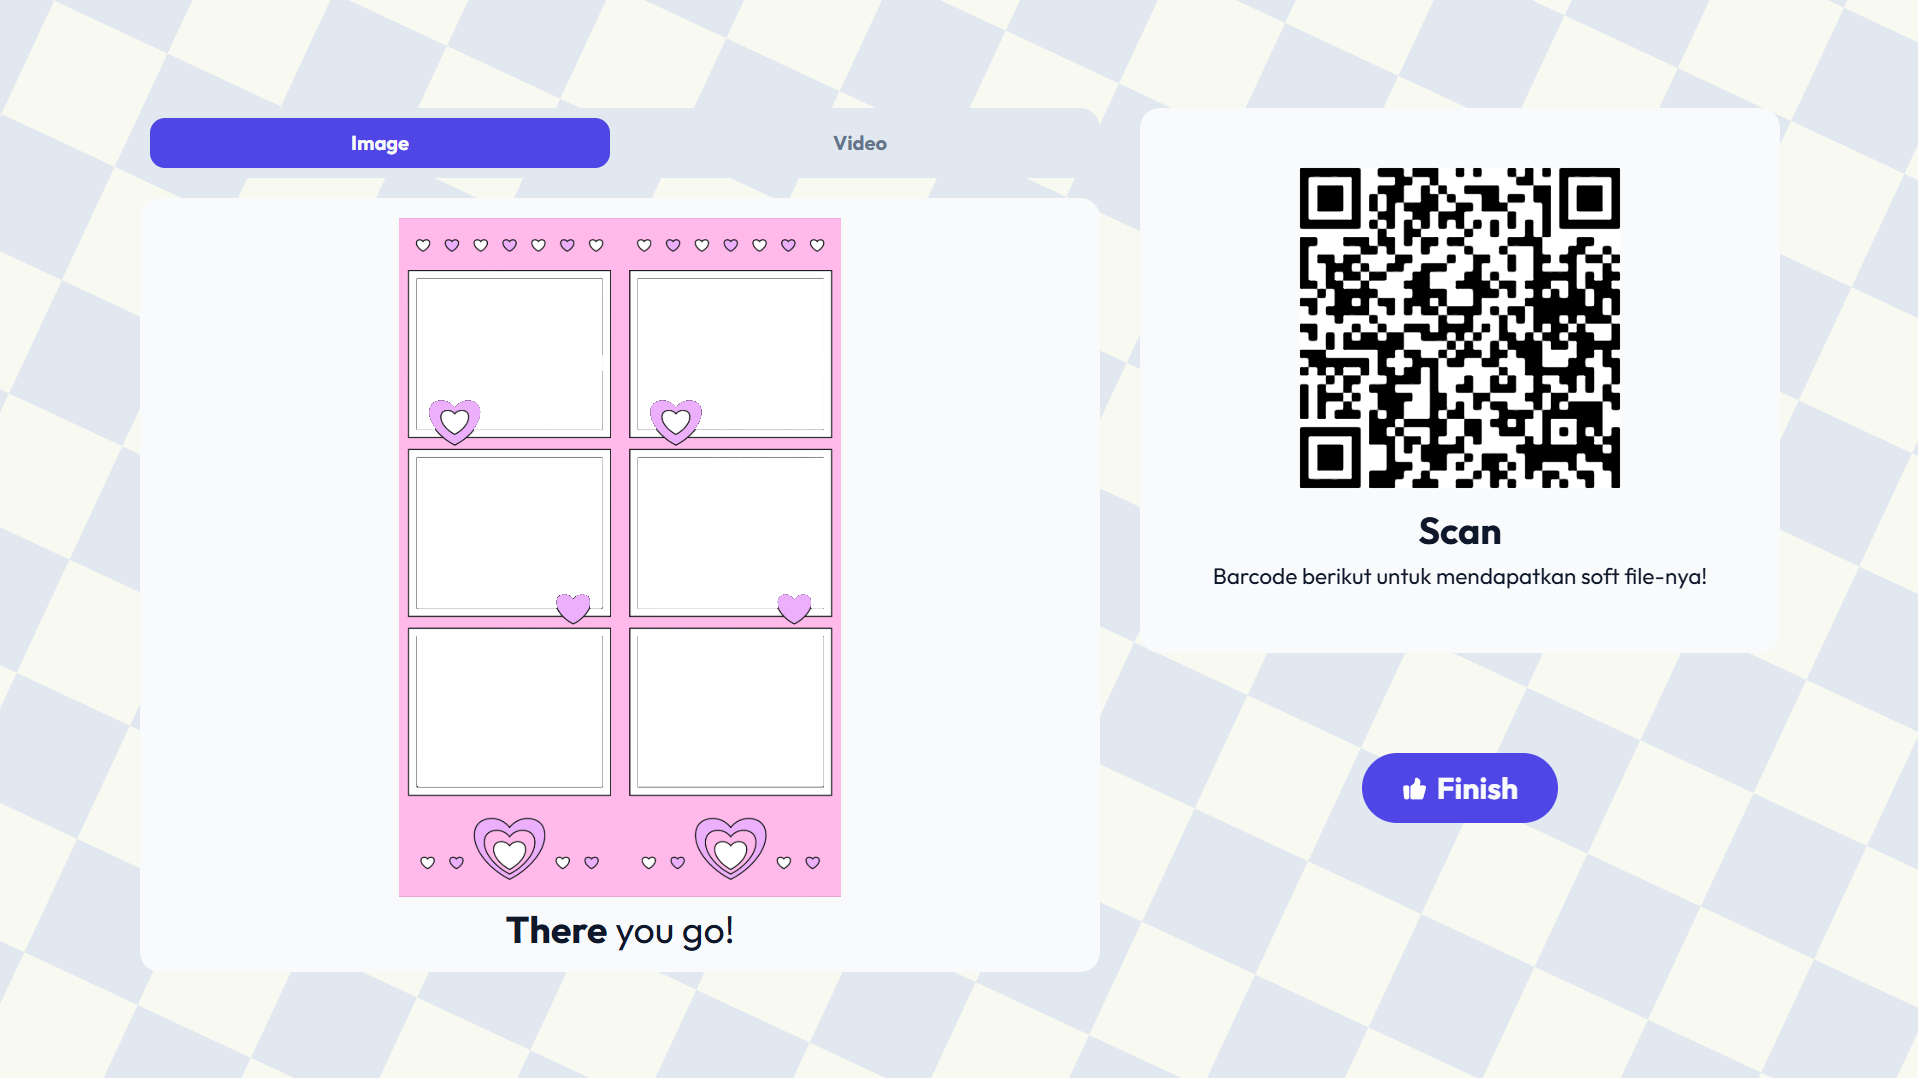 Image
Video
There you go!
Scan
Barcode berikut untuk mendapatkan soft file-nya!
Finish